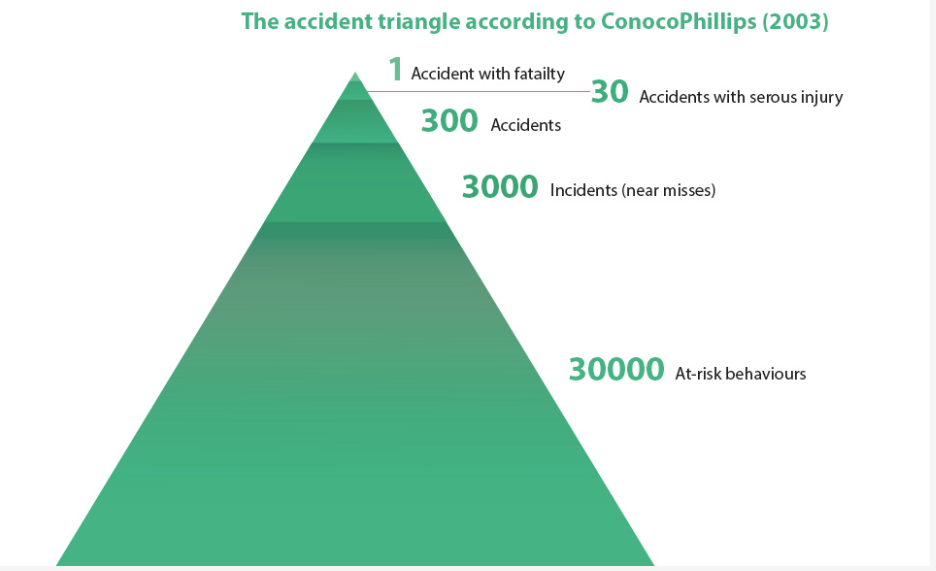 The accident triangle according to ConocoPhillips (2003)
1 Accident with fatailty
30 Accidents with serous injury
300 Accidents
3000 Incidents (near misses)
30000 At-risk behaviours